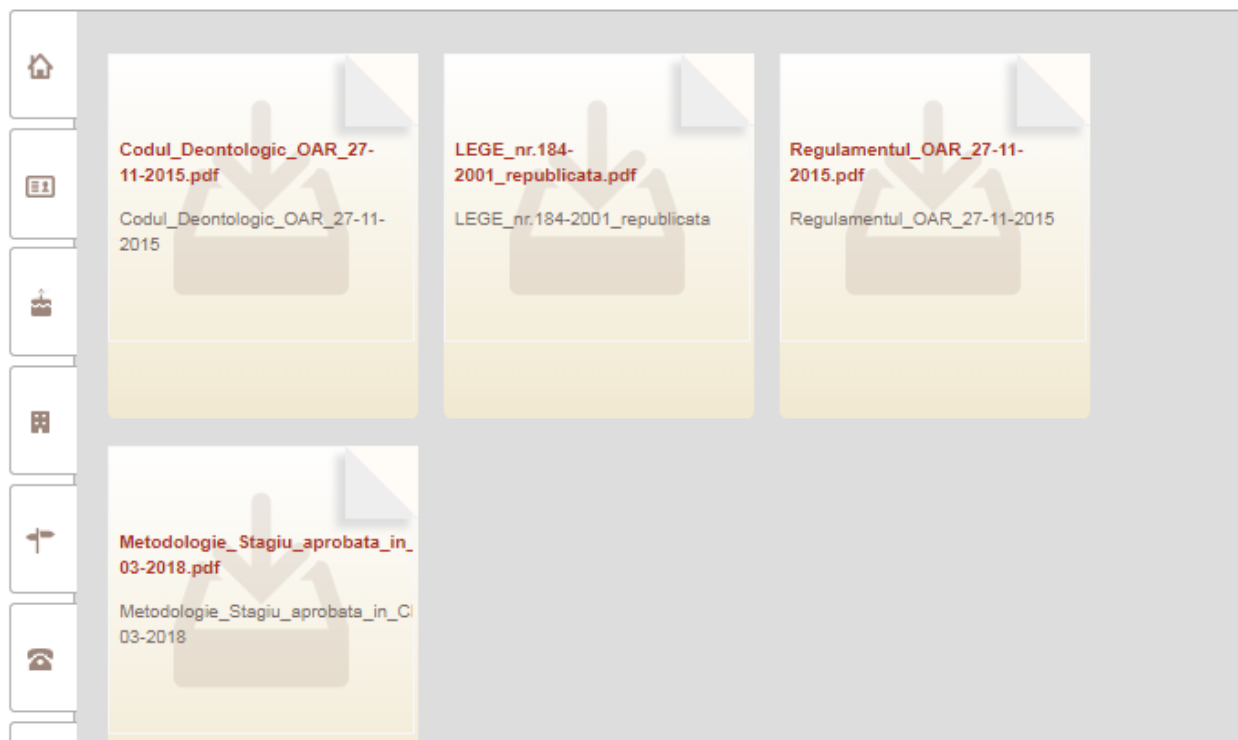 Codul_Deontologic_OAR_27-
11-2015.pdf
Codul_Deontologic_OAR_27-11-
2015
LEGE_nr.184-
2001_republicata.pdf
LEGE_nr.184-2001_republicata
Regulamentul_OAR_27-11-
2015.pdf
Regulamentul_OAR_27-11-2015
Metodologie_Stagiu_aprobata_in_
03-2018.pdf
Metodologie_Stagiu_aprobata_in_C
03-2018